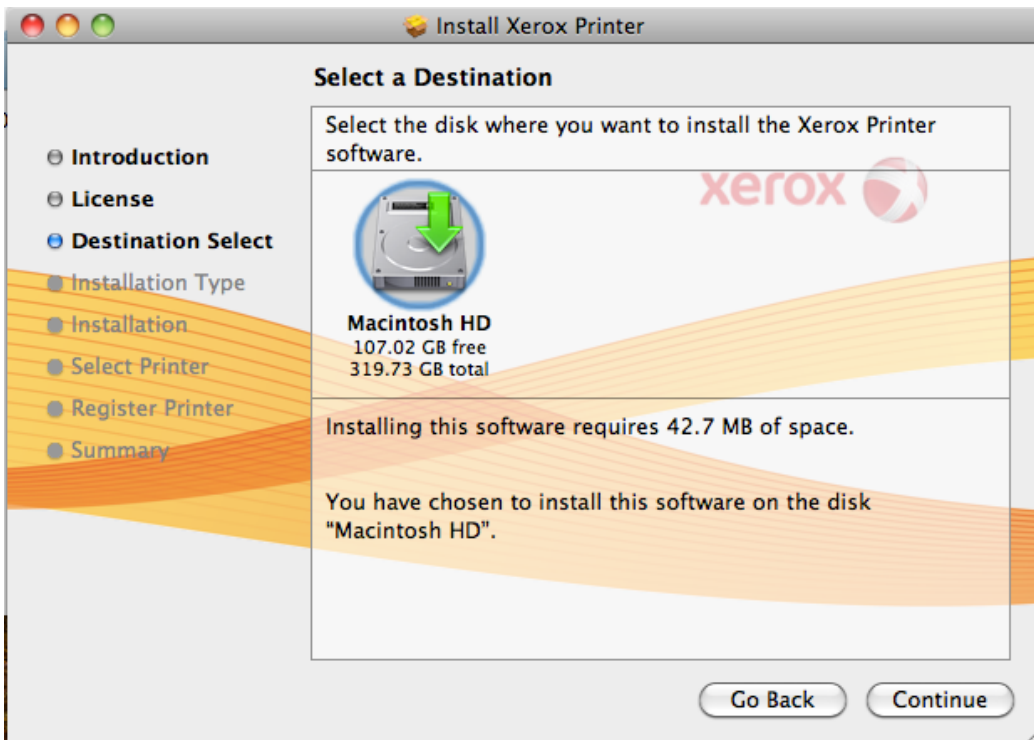 Install Xerox Printer
Select a Destination
Introduction
License
Destination Select
Installation Type
Installation
Select Printer
Register Printer
Summary
Select the disk where you want to install the Xerox Printer
software.
xerox
Macintosh HD
107.02 GB free
319.73 GB total
Installing this software requires 42.7 MB of space.
You have chosen to install this software on the disk
“Macintosh HD”.
Go Back
Continue